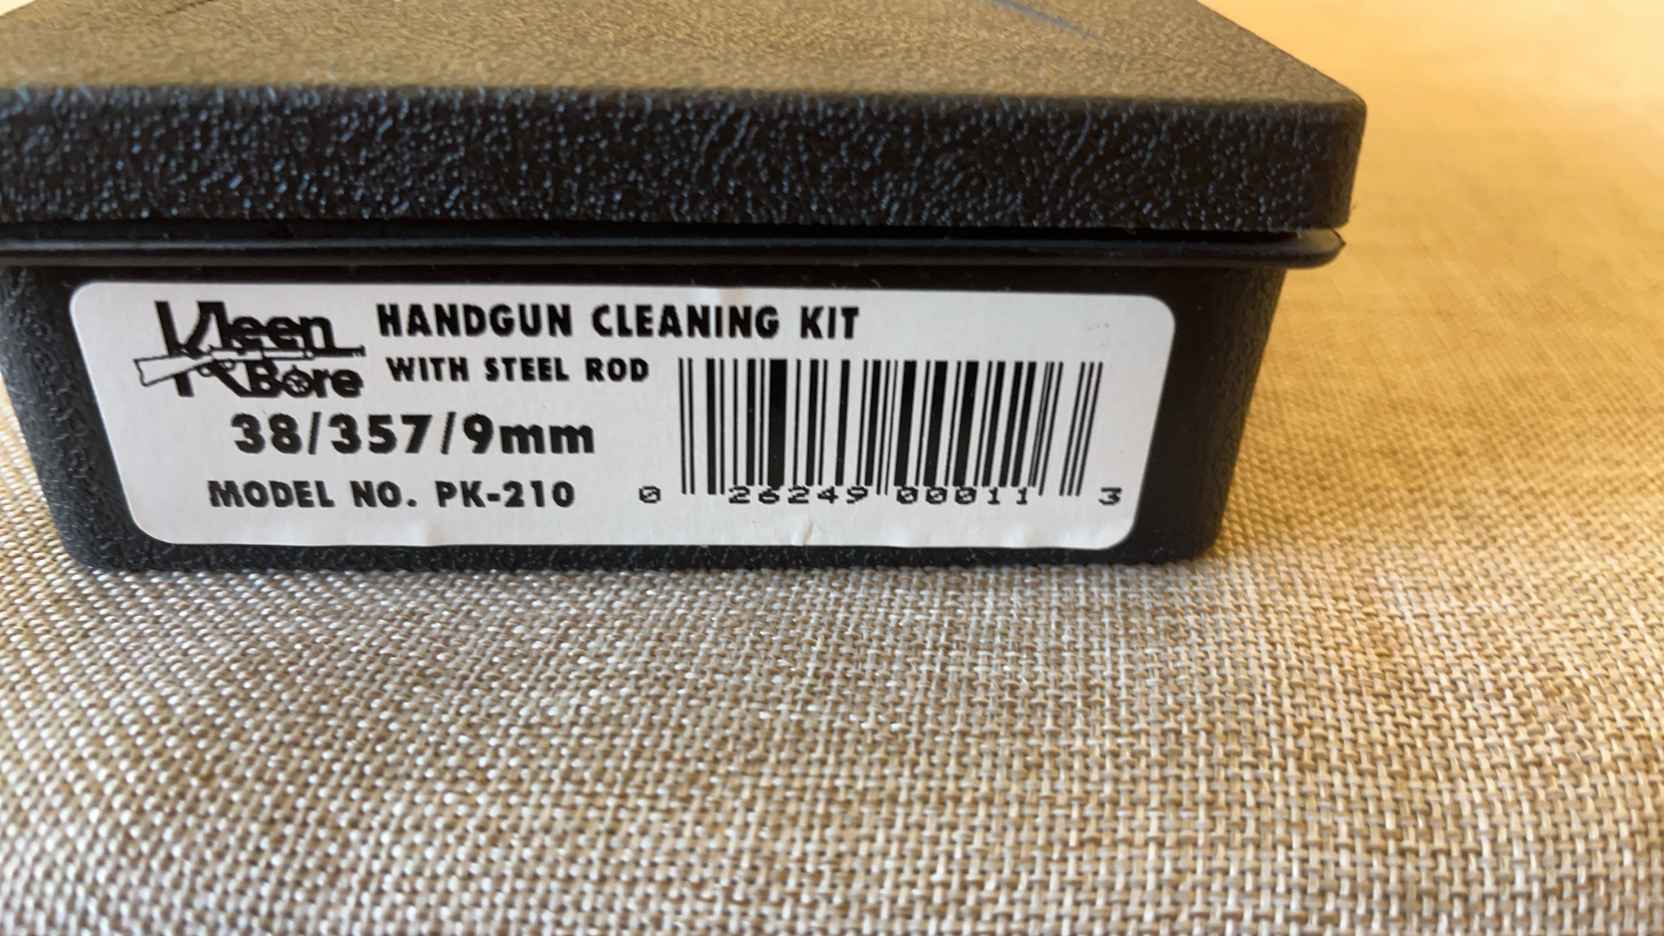 Kleen
Bore
HANDGUN CLEANING KIT
WITH STEEL ROD
38/357/9mm
MODEL NO. PK-210
0 26249 00011 3